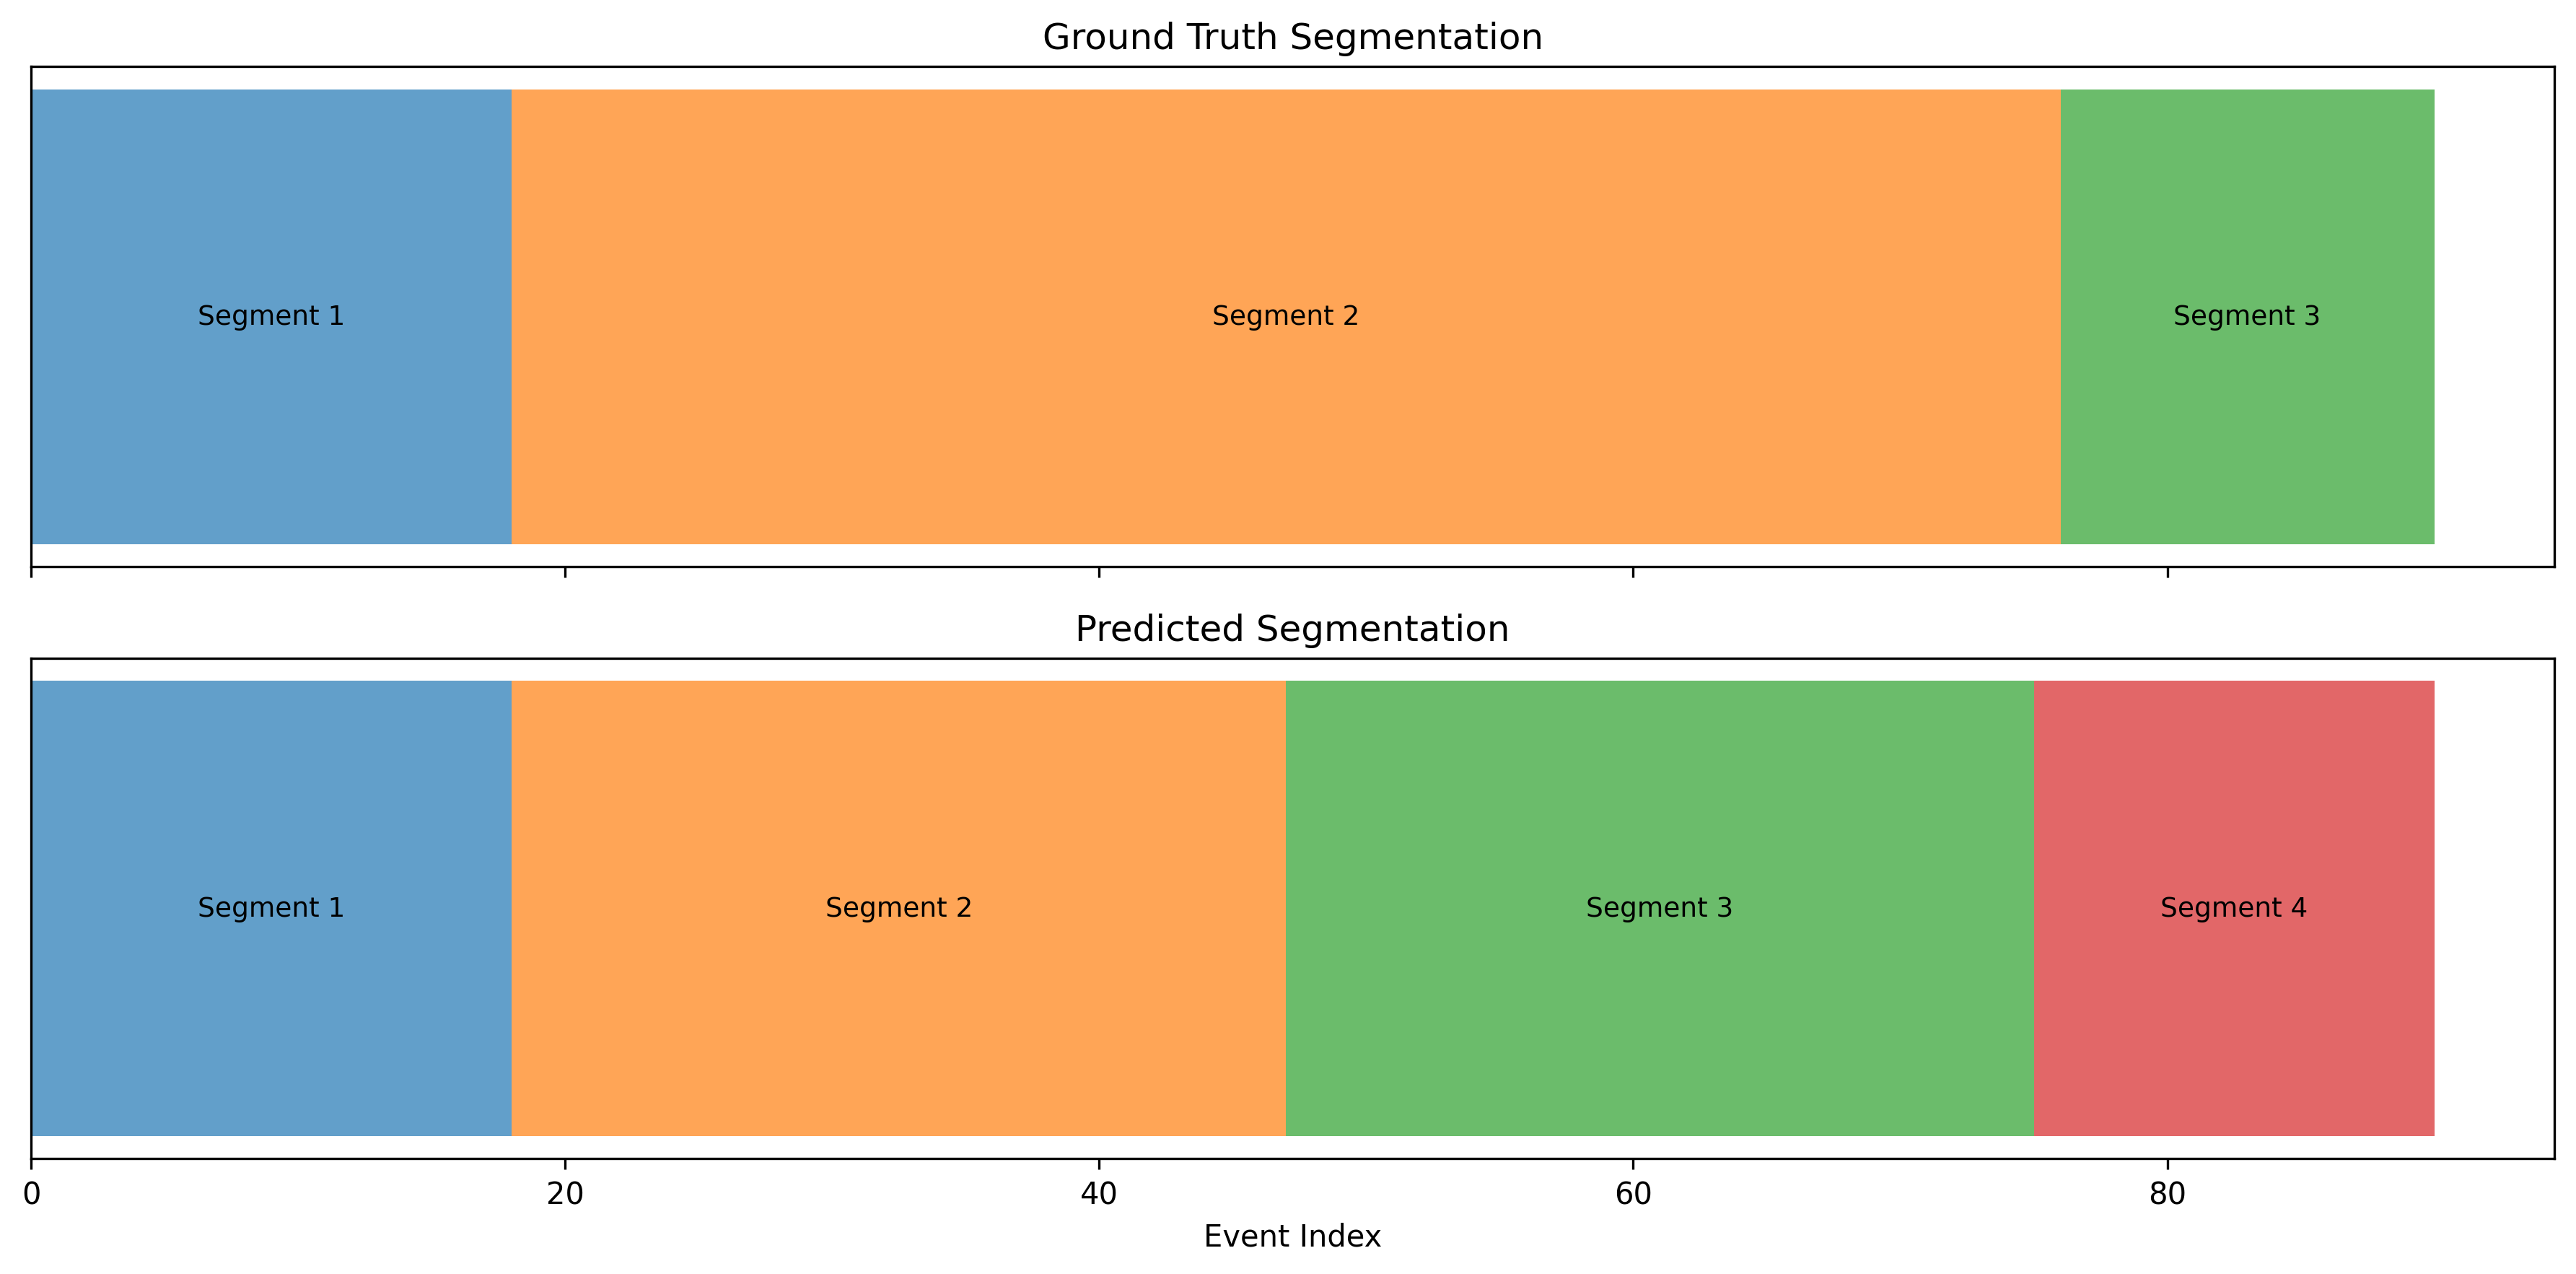 Ground Truth Segmentation
Segment 1 Segment 2 Segment 3
Predicted Segmentation
Segment 1 Segment 2 Segment 3 Segment 4
0 20 40 60 80
Event Index